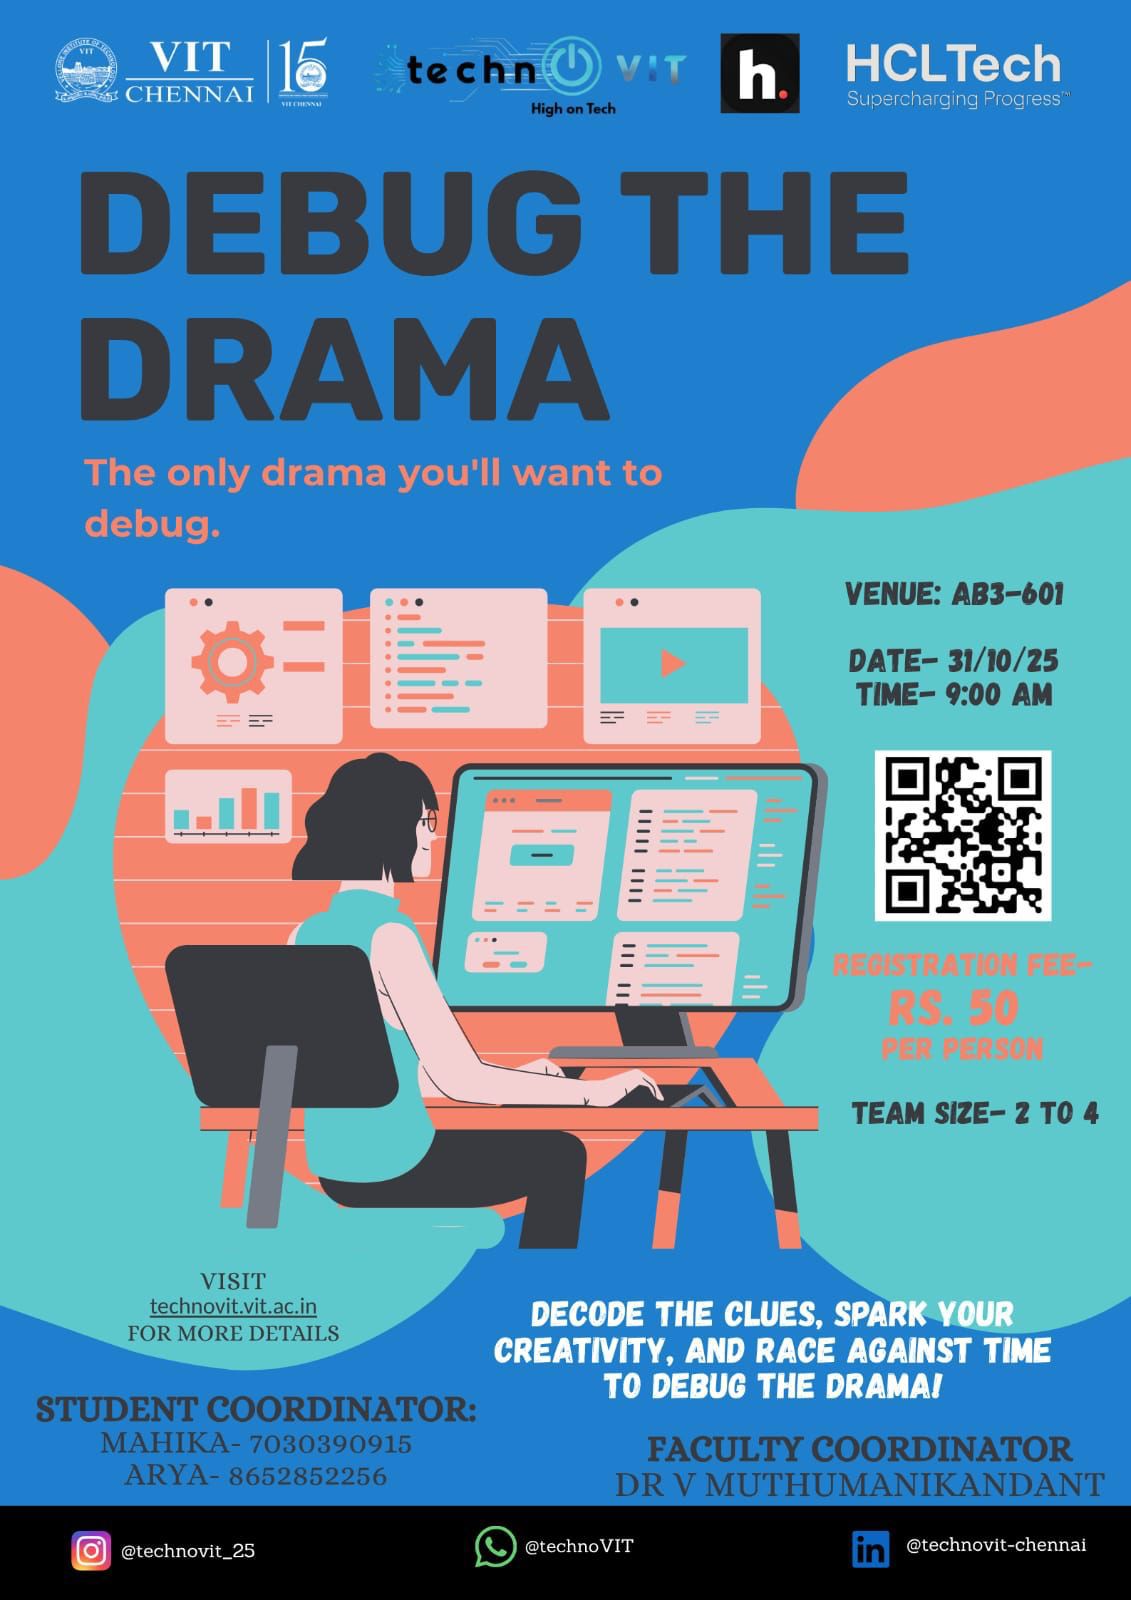 VIT
CHENNAI
15
VIT CHENNAI
techno VIT
High on Tech
h.
HCLTech
Supercharging Progress™
DEBUG THE
DRAMA
The only drama you'll want to
debug.
VENUE: AB3-601
DATE- 31/10/25
TIME- 9:00 AM
REGISTRATION FEE-
RS. 50
PER PERSON
TEAM SIZE- 2 TO 4
VISIT
technovit.vit.ac.in
FOR MORE DETAILS
DECODE THE CLUES, SPARK YOUR
CREATIVITY, AND RACE AGAINST TIME
TO DEBUG THE DRAMA!
STUDENT COORDINATOR:
MAHIKA- 7030390915
ARYA- 8652852256
FACULTY COORDINATOR
DR V MUTHUMANIKANDANT
@technovit_25
@technoVIT
@technovit-chennai